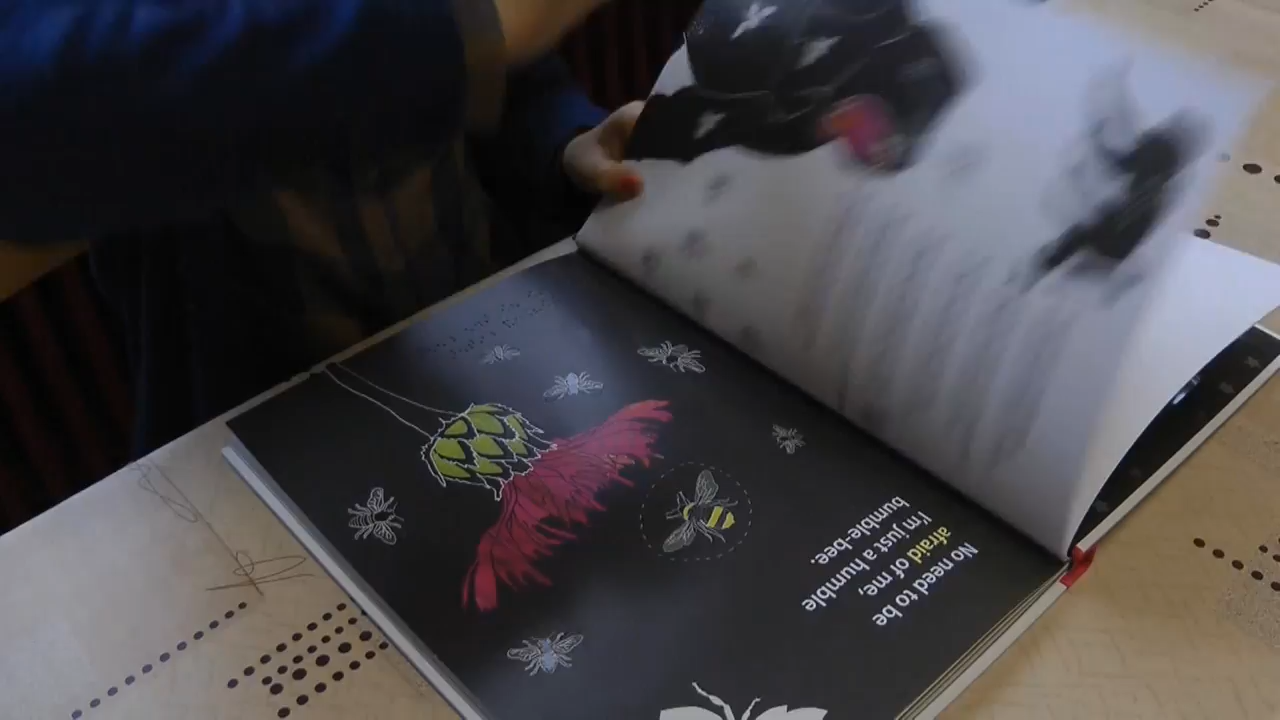 No need to be
afraid of me,
I'm just a humble
bumble-bee.